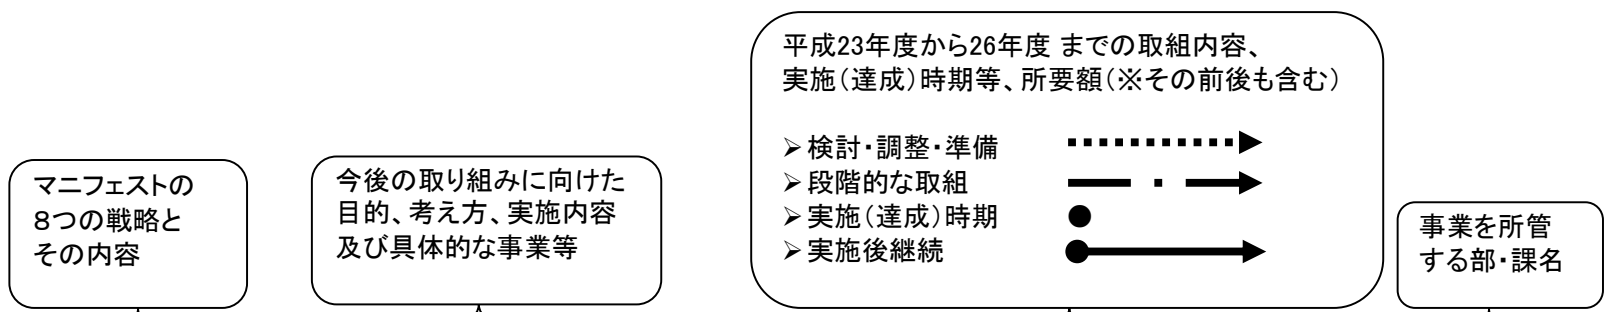 マニフェストの
８つの戦略と
その内容
今後の取り組みに向けた
目的、考え方、実施内容
及び具体的な事業等
平成23年度から26年度 までの取組内容、
実施（達成）時期等、所要額（※その前後も含む）
➢検討・調整・準備
➢段階的な取組
➢実施（達成）時期
➢実施後継続
事業を所管
する部・課名